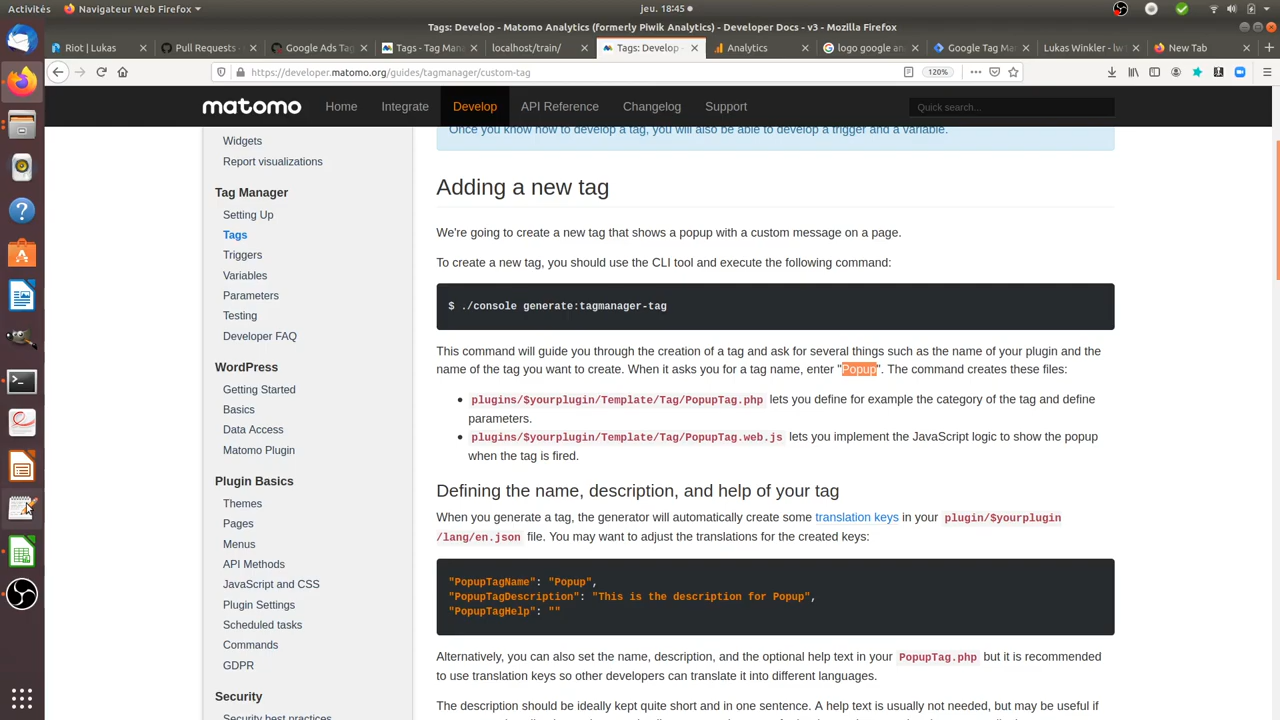 Activités
Navigateur Web Firefox
jeu. 18:45
Tags: Develop - Matomo Analytics (formerly Piwik Analytics) - Developer Docs - v3 - Mozilla Firefox
Riot | Lukas
Pull Requests ·
Google Ads Tag
Tags - Tag Man
localhost/train/
Tags: Develop -
Analytics
logo google an
Google Tag Man
Lukas Winkler - lw
New Tab
https://developer.matomo.org/guides/tagmanager/custom-tag
120%
matomo
Home
Integrate
Develop
API Reference
Changelog
Support
Quick search...
Widgets
Report visualizations
Tag Manager
Setting Up
Tags
Triggers
Variables
Parameters
Testing
Developer FAQ
WordPress
Getting Started
Basics
Data Access
Matomo Plugin
Plugin Basics
Themes
Pages
Menus
API Methods
JavaScript and CSS
Plugin Settings
Scheduled tasks
Commands
GDPR
Security
Security best practices
Once you know how to develop a tag, you will also be able to develop a trigger and a variable.
Adding a new tag
We're going to create a new tag that shows a popup with a custom message on a page.
To create a new tag, you should use the CLI tool and execute the following command:
$ ./console generate:tagmanager-tag
This command will guide you through the creation of a tag and ask for several things such as the name of your plugin and the
name of the tag you want to create. When it asks you for a tag name, enter "Popup". The command creates these files:
plugins/$yourplugin/Template/Tag/PopupTag.php lets you define for example the category of the tag and define
parameters.
plugins/$yourplugin/Template/Tag/PopupTag.web.js lets you implement the JavaScript logic to show the popup
when the tag is fired.
Defining the name, description, and help of your tag
When you generate a tag, the generator will automatically create some translation keys in your plugin/$yourplugin
/lang/en.json file. You may want to adjust the translations for the created keys:
"PopupTagName": "Popup",
"PopupTagDescription": "This is the description for Popup",
"PopupTagHelp": ""
Alternatively, you can also set the name, description, and the optional help text in your PopupTag.php but it is recommended
to use translation keys so other developers can translate it into different languages.
The description should be ideally kept quite short and in one sentence. A help text is usually not needed, but may be useful if